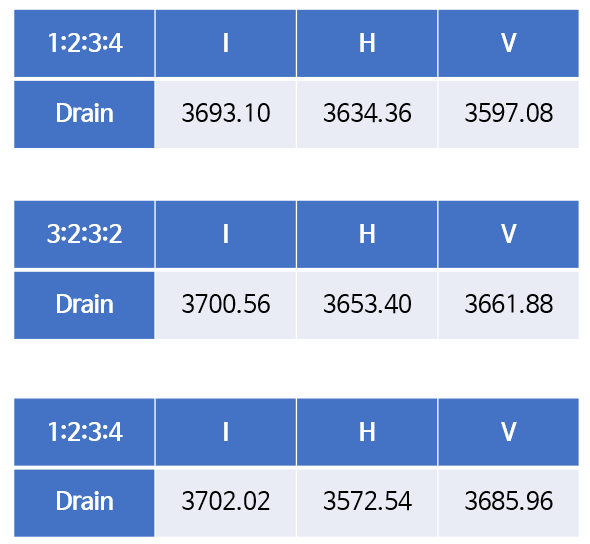 1:2:3:4 I H V
Drain 3693.10 3634.36 3597.08
3:2:3:2 I H V
Drain 3700.56 3653.40 3661.88
1:2:3:4 I H V
Drain 3702.02 3572.54 3685.96